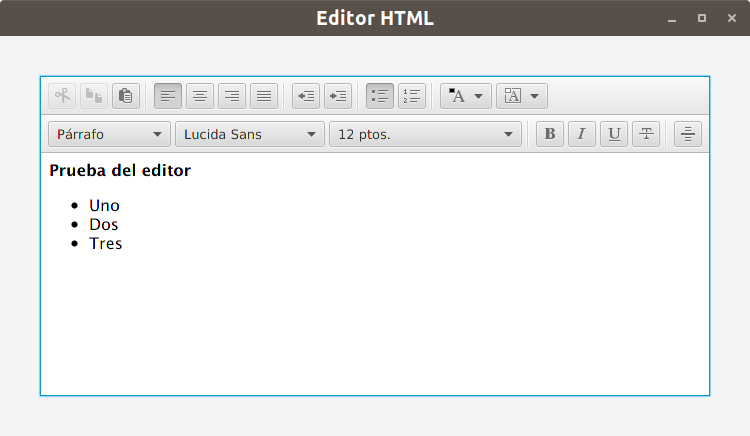 Editor HTML
Párrafo Lucida Sans 12 ptos. B I U T
Prueba del editor
• Uno
• Dos
• Tres